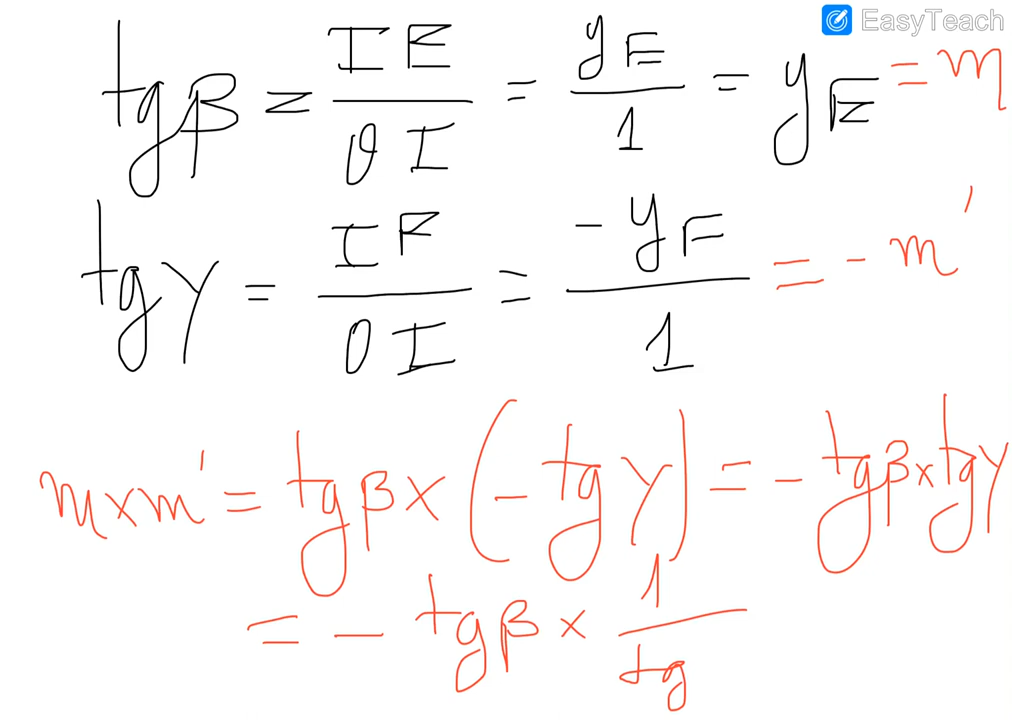 EasyTeach
tgβ = IE / OI = yE / 1 = yE = m
tgγ = IF / OI = -yF / 1 = -m'
m×m' = tgβ × (-tgγ) = -tgβ×tgγ
= -tgβ × 1 / tg